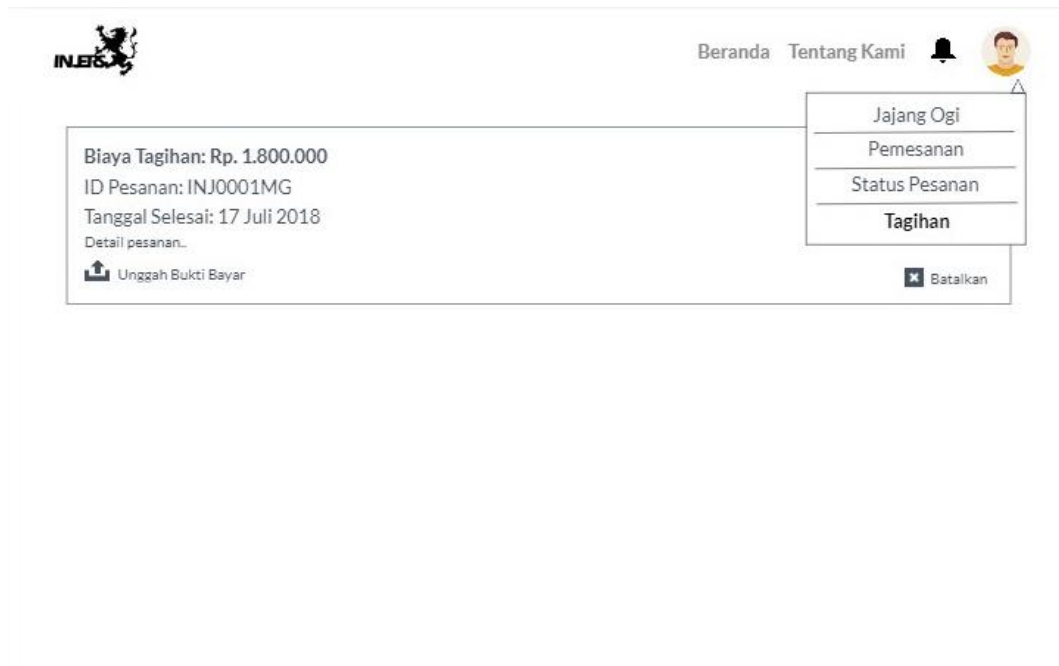 INJERS
Beranda Tentang Kami
Jajang Ogi
Pemesanan
Status Pesanan
Tagihan
Biaya Tagihan: Rp. 1.800.000
ID Pesanan: INJ0001MG
Tanggal Selesai: 17 Juli 2018
Detail pesanan..
Unggah Bukti Bayar
Batalkan